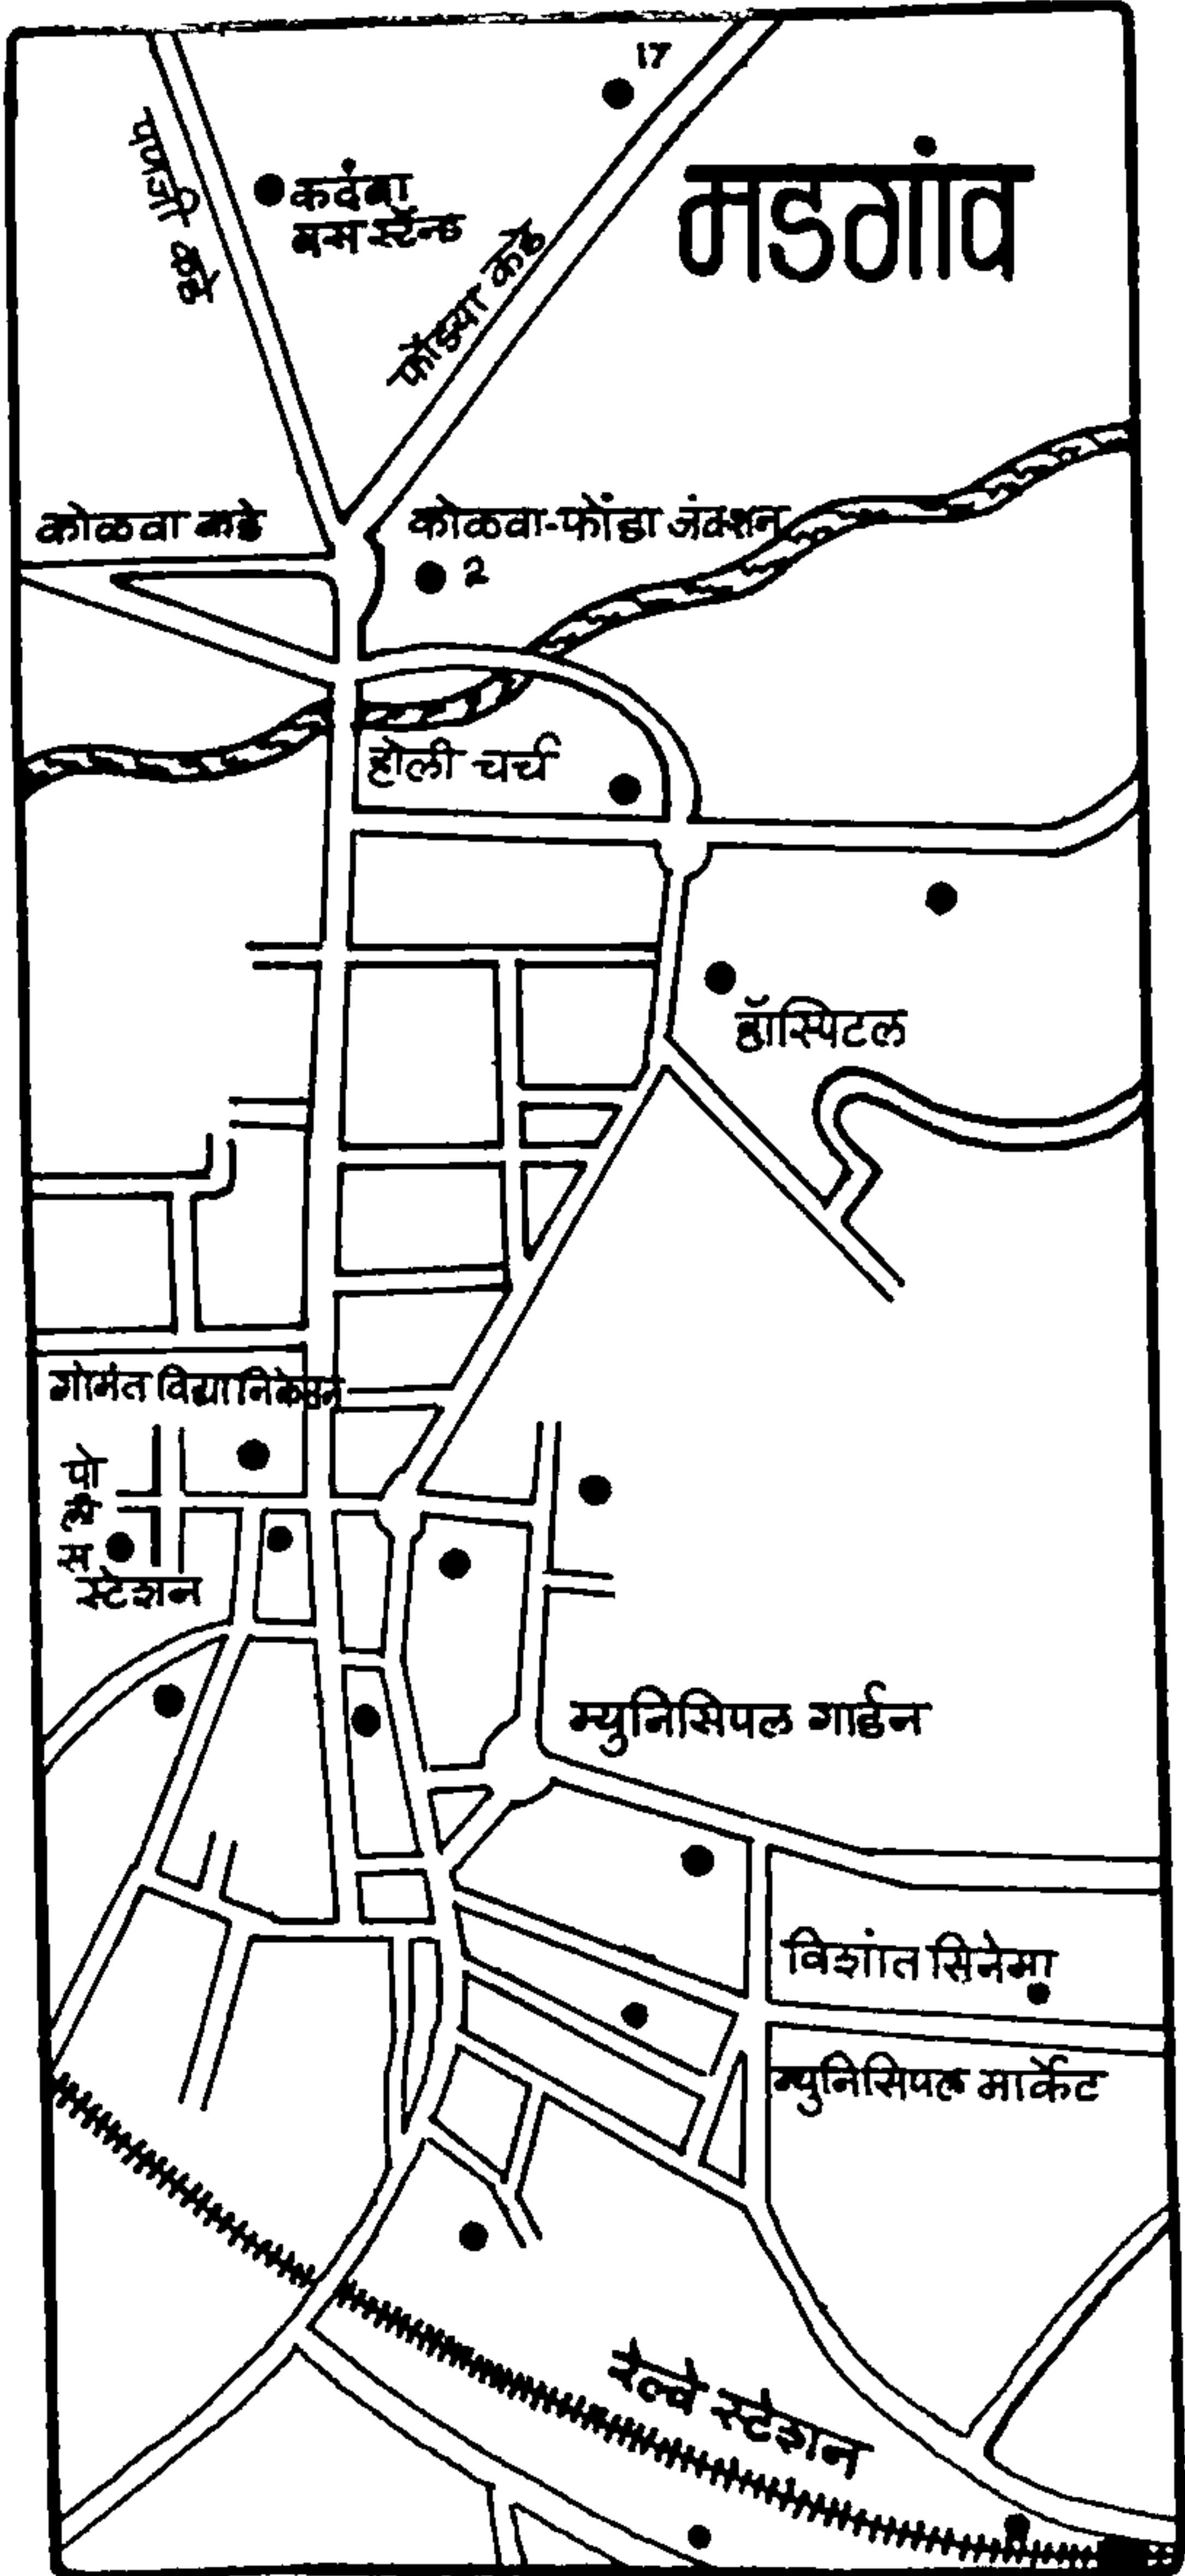 17
मडगांव
पणजी कडे
कदंबा
बस स्टॅन्ड
फोंड्या कडे
कोळवा कडे
कोळवा-फोंडा जंक्शन
2
होली चर्च
हॉस्पिटल
गोमंत विद्या निकेतन
पोलीस
स्टेशन
म्युनिसिपल गार्डन
विशांत सिनेमा
म्युनिसिपल मार्केट
रेल्वे स्टेशन